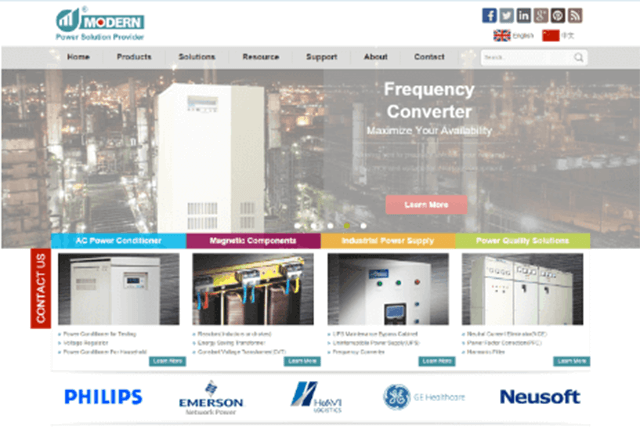 MODERN
Power Solution Provider
English 中文
Home Products Solutions Resource Support About Contact
Search..
Frequency
Converter
Maximize Your Availability
Learn More
AC Power Conditioner Magnetic Components Industrial Power Supply Power Quality Solutions
CONTACT US
Power Conditioner for Testing
Voltage Regulator
Power Conditioner For Household
Learn More
Energy Saving Transformer
Constant Voltage Transformer(CVT)
Learn More
UPS Maintenance Bypass Cabinet
Uninterruptible Power Supply(UPS)
Frequency Converter
Learn More
Neutral Current Eliminator(NCE)
Power Factor Correction(PFC)
Harmonic Filter
Learn More
PHILIPS
EMERSON
Network Power
HAVI
LOGISTICS
GE Healthcare
Neusoft